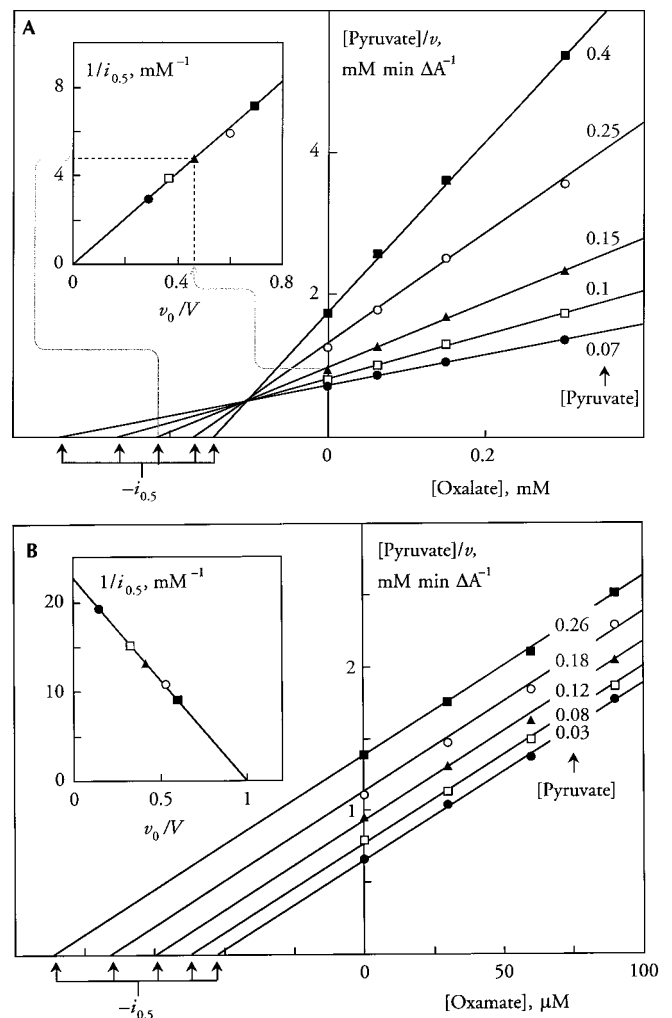 A
[Pyruvate]/v,
mM min ΔA⁻¹
1/i₀.₅, mM⁻¹
8
4
0
0
0.4
0.8
v₀/V
0.4
0.25
0.15
0.1
0.07
[Pyruvate]
4
2
0
0.2
−i₀.₅
[Oxalate], mM
B
[Pyruvate]/v,
mM min ΔA⁻¹
1/i₀.₅, mM⁻¹
20
10
0
0
0.5
1
v₀/V
0.26
0.18
0.12
0.08
0.03
[Pyruvate]
2
1
0
50
100
−i₀.₅
[Oxamate], µM